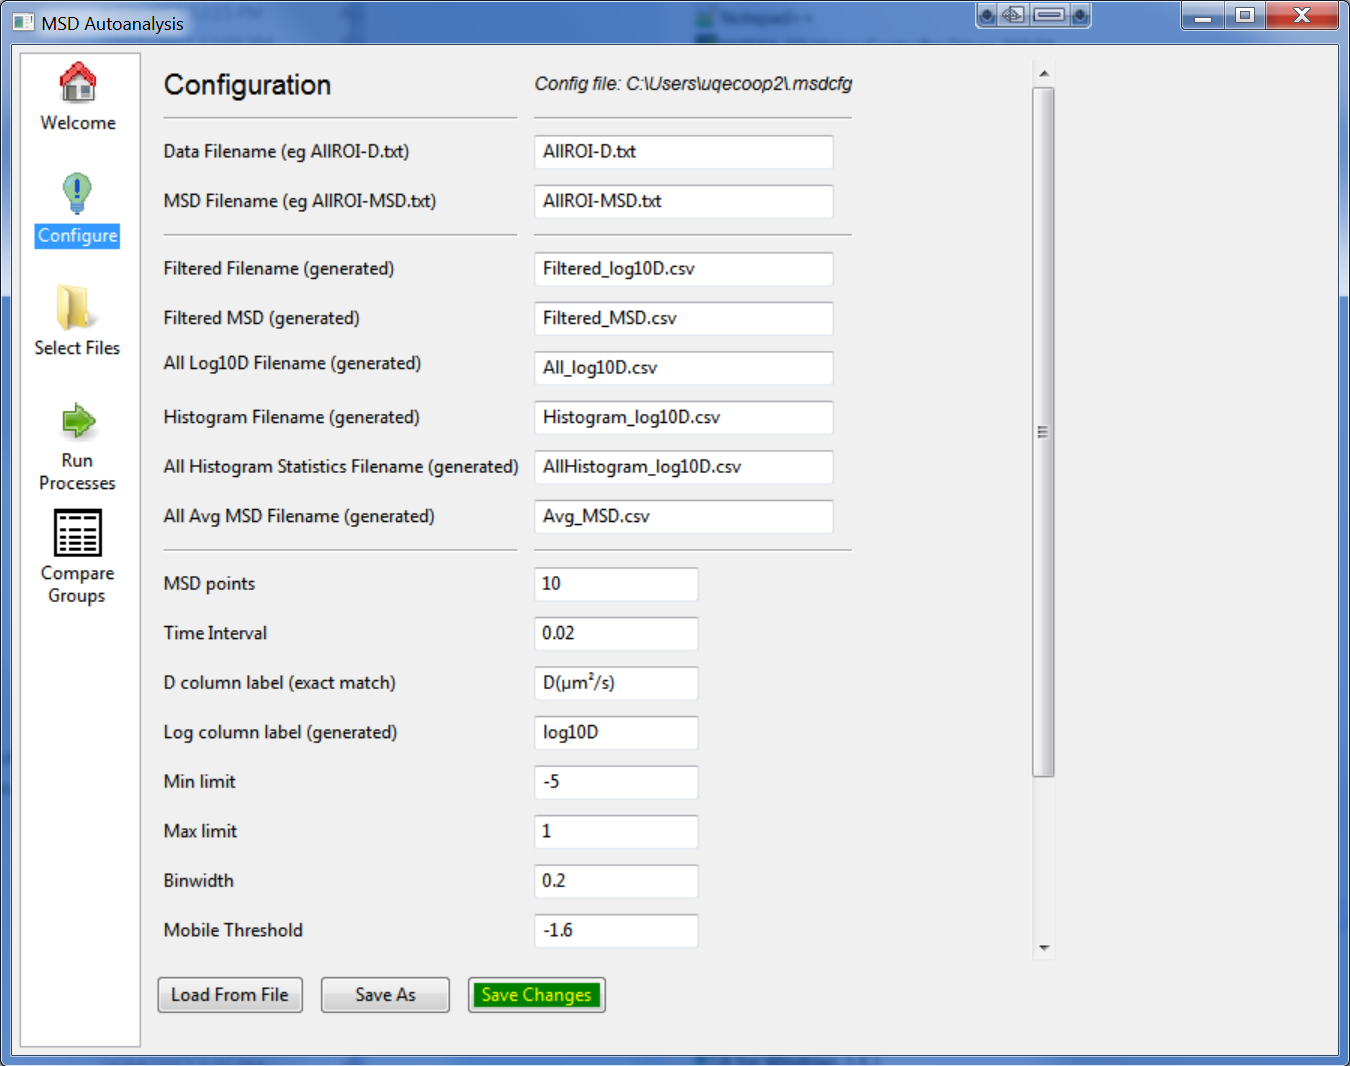 MSD Autoanalysis
Welcome
Configure
Select Files
Run
Processes
Compare
Groups
Configuration
Config file: C:\Users\uqecoop2\.msdcfg
Data Filename (eg AllROI-D.txt)
AllROI-D.txt
MSD Filename (eg AllROI-MSD.txt)
AllROI-MSD.txt
Filtered Filename (generated)
Filtered_log10D.csv
Filtered MSD (generated)
Filtered_MSD.csv
All Log10D Filename (generated)
All_log10D.csv
Histogram Filename (generated)
Histogram_log10D.csv
All Histogram Statistics Filename (generated)
AllHistogram_log10D.csv
All Avg MSD Filename (generated)
Avg_MSD.csv
MSD points
10
Time Interval
0.02
D column label (exact match)
D(µm²/s)
Log column label (generated)
log10D
Min limit
-5
Max limit
1
Binwidth
0.2
Mobile Threshold
-1.6
Load From File
Save As
Save Changes